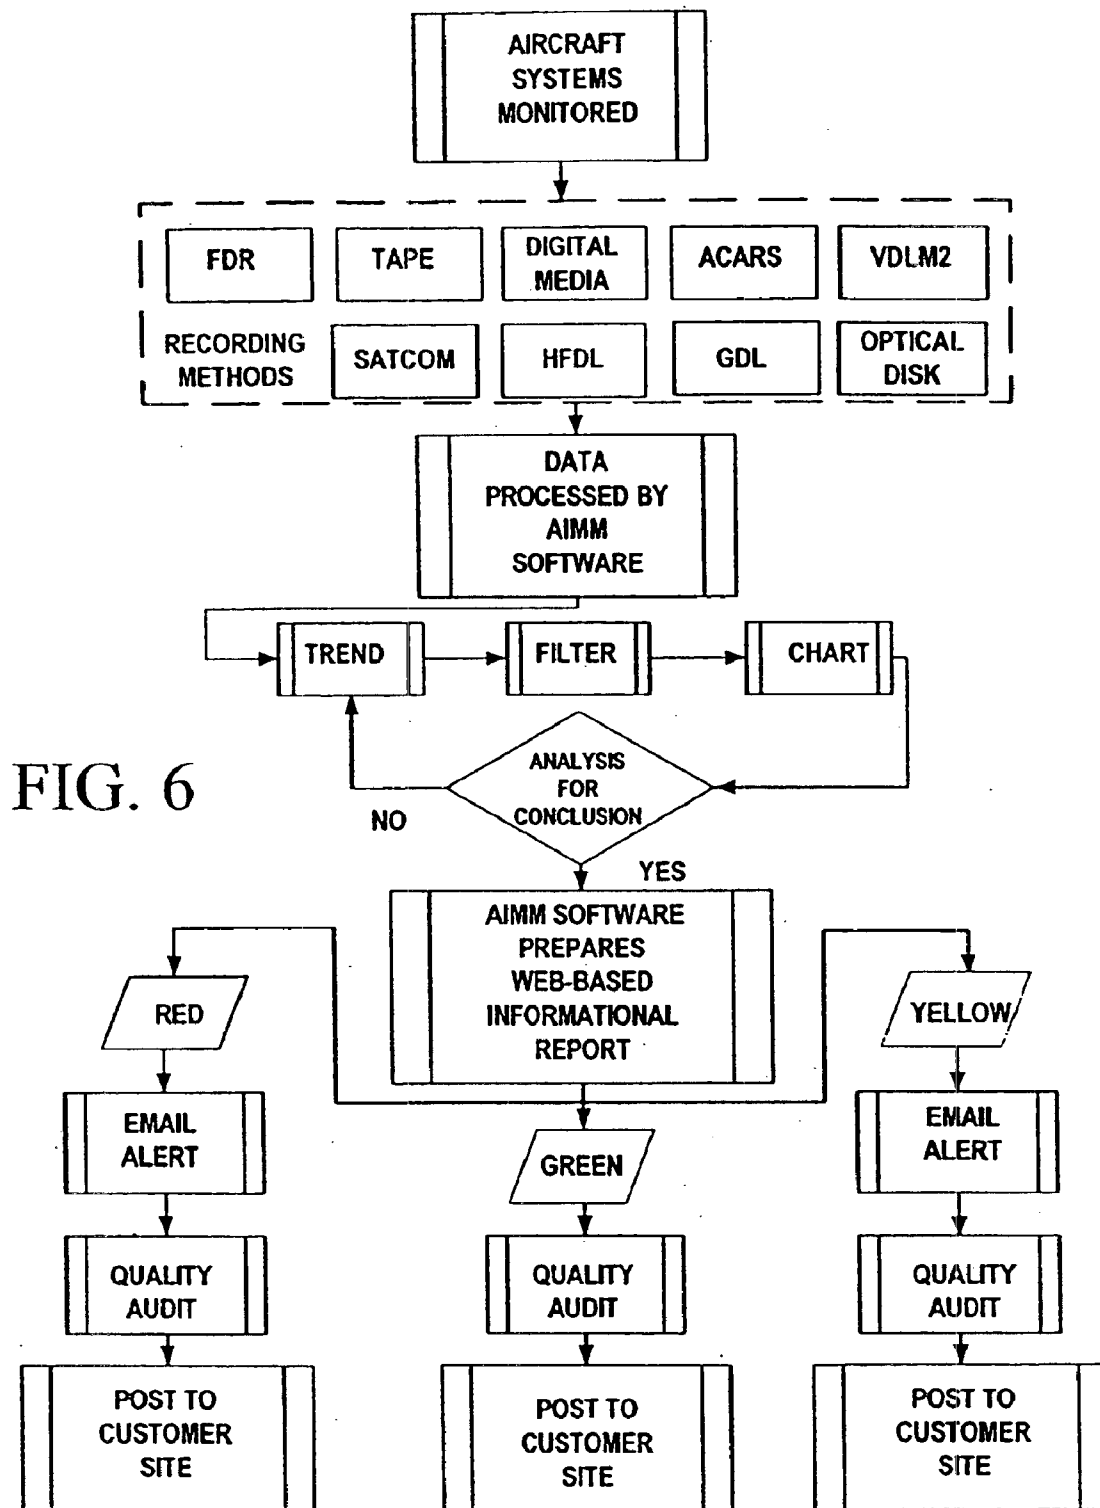 AIRCRAFT
SYSTEMS
MONITORED
FDR
TAPE
DIGITAL
MEDIA
ACARS
VDLM2
RECORDING
METHODS
SATCOM
HFDL
GDL
OPTICAL
DISK
DATA
PROCESSED BY
AIMM
SOFTWARE
TREND
FILTER
CHART
ANALYSIS
FOR
CONCLUSION
FIG. 6
NO
YES
AIMM SOFTWARE
PREPARES
WEB-BASED
INFORMATIONAL
REPORT
RED
YELLOW
EMAIL
ALERT
GREEN
EMAIL
ALERT
QUALITY
AUDIT
QUALITY
AUDIT
QUALITY
AUDIT
POST TO
CUSTOMER
SITE
POST TO
CUSTOMER
SITE
POST TO
CUSTOMER
SITE